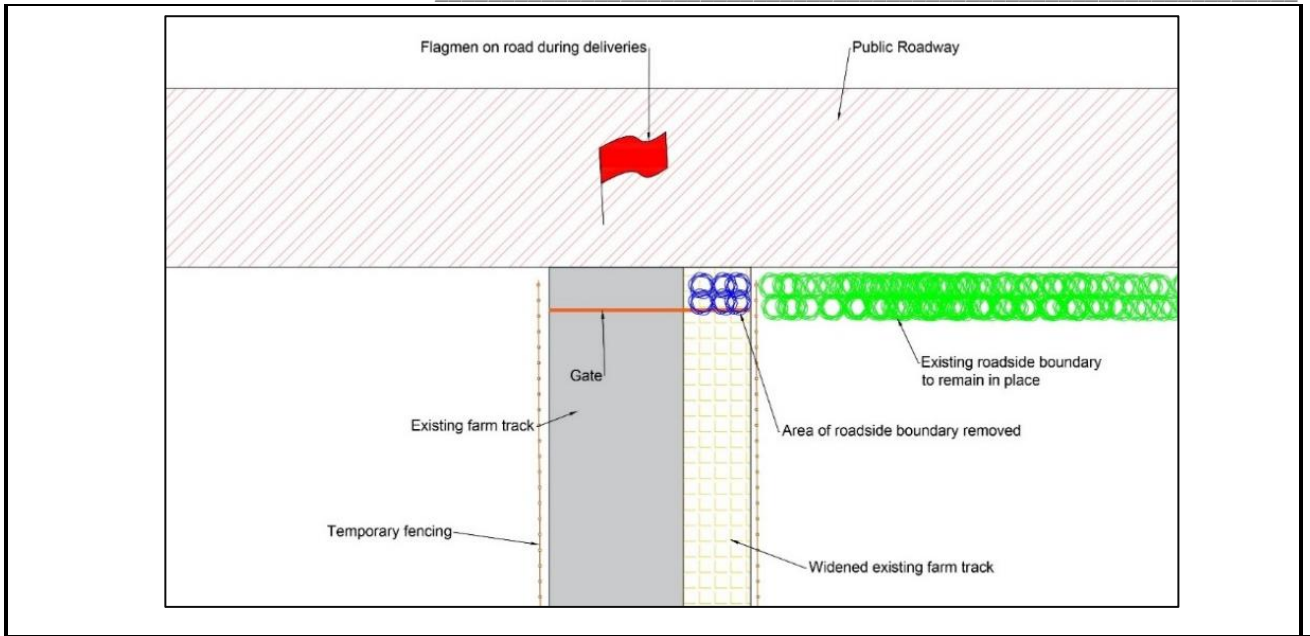 Flagmen on road during deliveries
Public Roadway
Gate
Existing roadside boundary
to remain in place
Existing farm track
Area of roadside boundary removed
Temporary fencing
Widened existing farm track